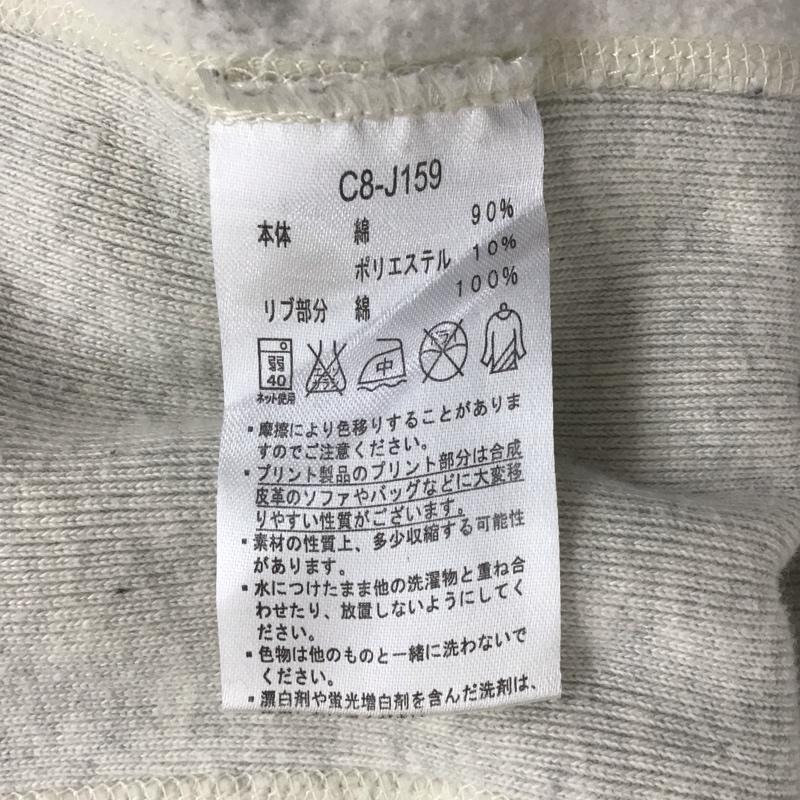 C8-J159
本体 綿 90%
ポリエステル 10%
リブ部分 綿 100%
弱
40
ネット使用
エンソ
サラシ
中
ドライ
・摩擦により色移りすることがありま
すのでご注意ください。
・プリント製品のプリント部分は合成
皮革のソファやバッグなどに大変移
りやすい性質がございます。
・素材の性質上、多少収縮する可能性
があります。
・水につけたまま他の洗濯物と重ね合
わせたり、放置しないようにしてく
ださい。
・色物は他のものと一緒に洗わないで
ください。
・漂白剤や蛍光増白剤を含んだ洗剤は、